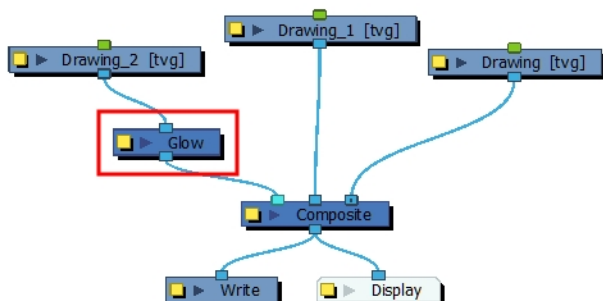 Drawing_1 [tvg]
Drawing_2 [tvg]
Drawing [tvg]
Glow
Composite
Write
Display